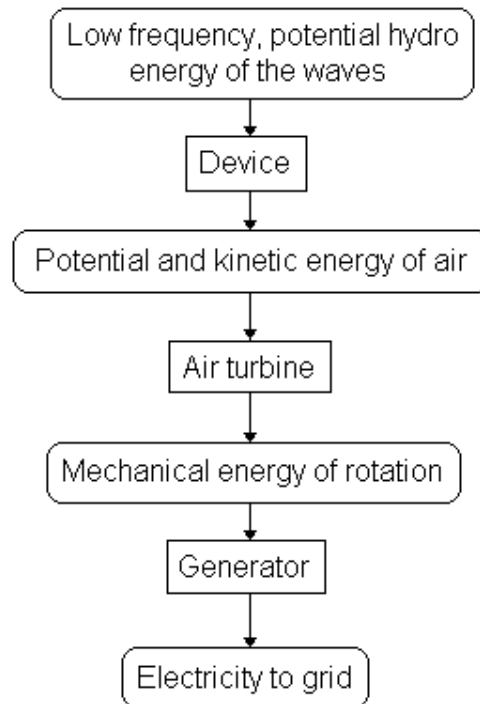 Low frequency, potential hydro
energy of the waves
Device
Potential and kinetic energy of air
Air turbine
Mechanical energy of rotation
Generator
Electricity to grid